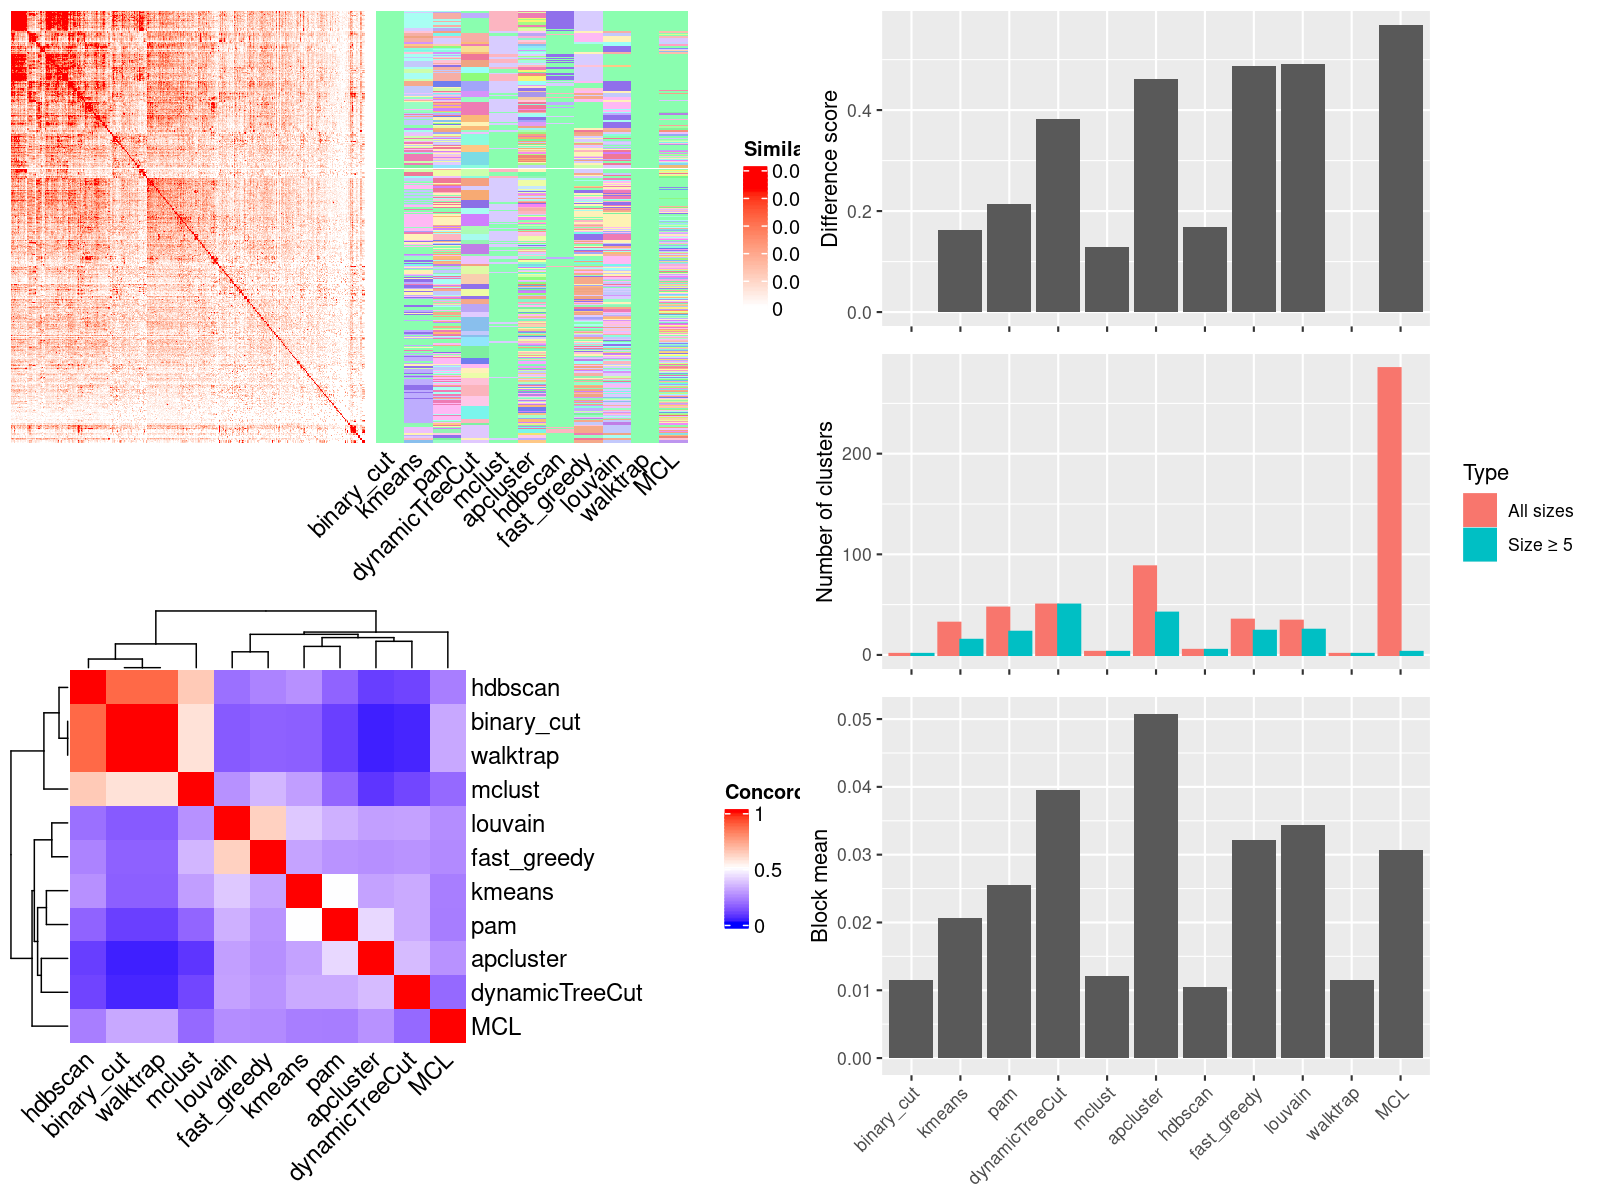 Simila
0.0
0.0
0.0
0.0
0.0
0
binary_cut
kmeans
pam
dynamicTreeCut
mclust
apcluster
hdbscan
fast_greedy
louvain
walktrap
MCL
hdbscan
binary_cut
walktrap
mclust
louvain
fast_greedy
kmeans
pam
apcluster
dynamicTreeCut
MCL
hdbscan
binary_cut
walktrap
mclust
louvain
fast_greedy
kmeans
pam
apcluster
dynamicTreeCut
MCL
Concord
1
0.5
0
Difference score
0.4
0.2
0.0
Number of clusters
200
100
0
Type
All sizes
Size ≥ 5
Block mean
0.05
0.04
0.03
0.02
0.01
0.00
binary_cut
kmeans
pam
dynamicTreeCut
mclust
apcluster
hdbscan
fast_greedy
louvain
walktrap
MCL